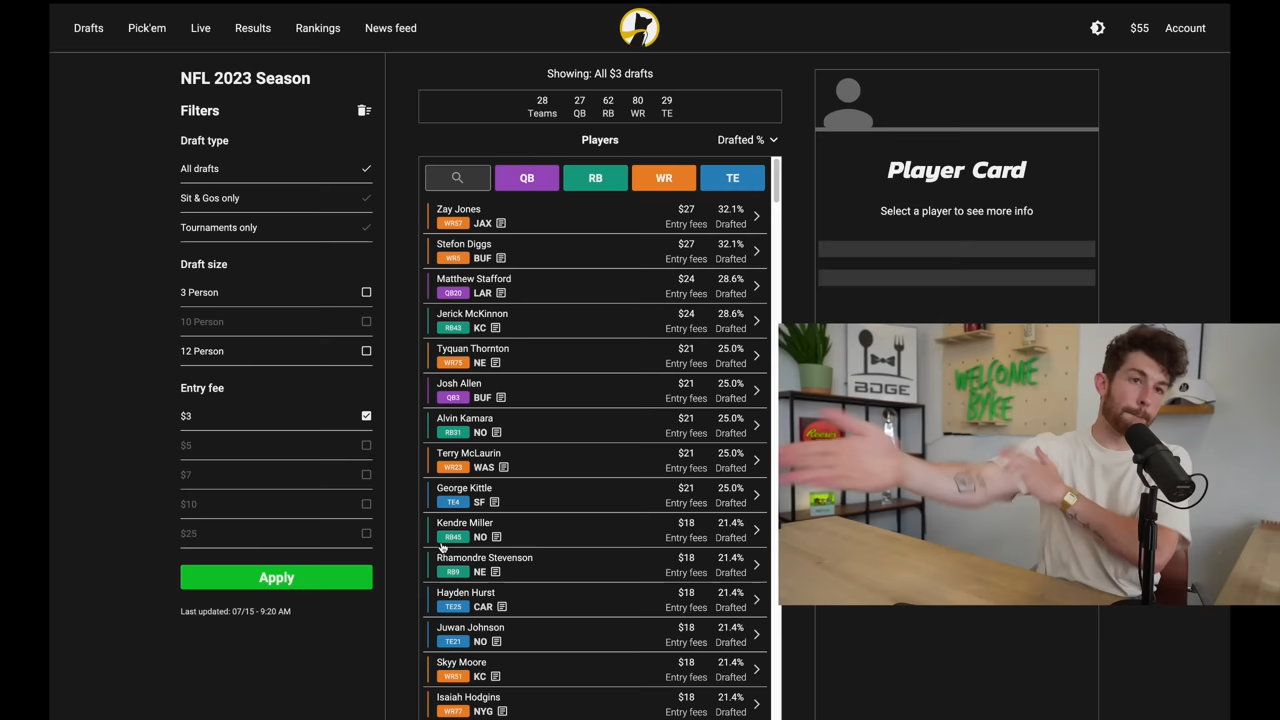 Drafts Pick'em Live Results Rankings News feed $55 Account
NFL 2023 Season
Filters
Draft type
All drafts
Sit & Gos only
Tournaments only
Draft size
3 Person
10 Person
12 Person
Entry fee
$3
$5
$7
$10
$25
Apply
Last updated: 07/15 - 9:20 AM
Showing: All $3 drafts
28 27 62 80 29
Teams QB RB WR TE
Players Drafted %
QB RB WR TE
Zay Jones $27 32.1%
WR57 JAX Entry fees Drafted
Stefon Diggs $27 32.1%
WR5 BUF Entry fees Drafted
Matthew Stafford $24 28.6%
QB20 LAR Entry fees Drafted
Jerick McKinnon $24 28.6%
RB43 KC Entry fees Drafted
Tyquan Thornton $21 25.0%
WR75 NE Entry fees Drafted
Josh Allen $21 25.0%
QB3 BUF Entry fees Drafted
Alvin Kamara $21 25.0%
RB31 NO Entry fees Drafted
Terry McLaurin $21 25.0%
WR23 WAS Entry fees Drafted
George Kittle $21 25.0%
TE4 SF Entry fees Drafted
Kendre Miller $18 21.4%
RB45 NO Entry fees Drafted
Rhamondre Stevenson $18 21.4%
RB9 NE Entry fees Drafted
Hayden Hurst $18 21.4%
TE25 CAR Entry fees Drafted
Juwan Johnson $18 21.4%
TE21 NO Entry fees Drafted
Skyy Moore $18 21.4%
WR51 KC Entry fees Drafted
Isaiah Hodgins $18 21.4%
WR77 NYG Entry fees Drafted
Player Card
Select a player to see more info
BDGE
WELCOME
BYKE
Reeses